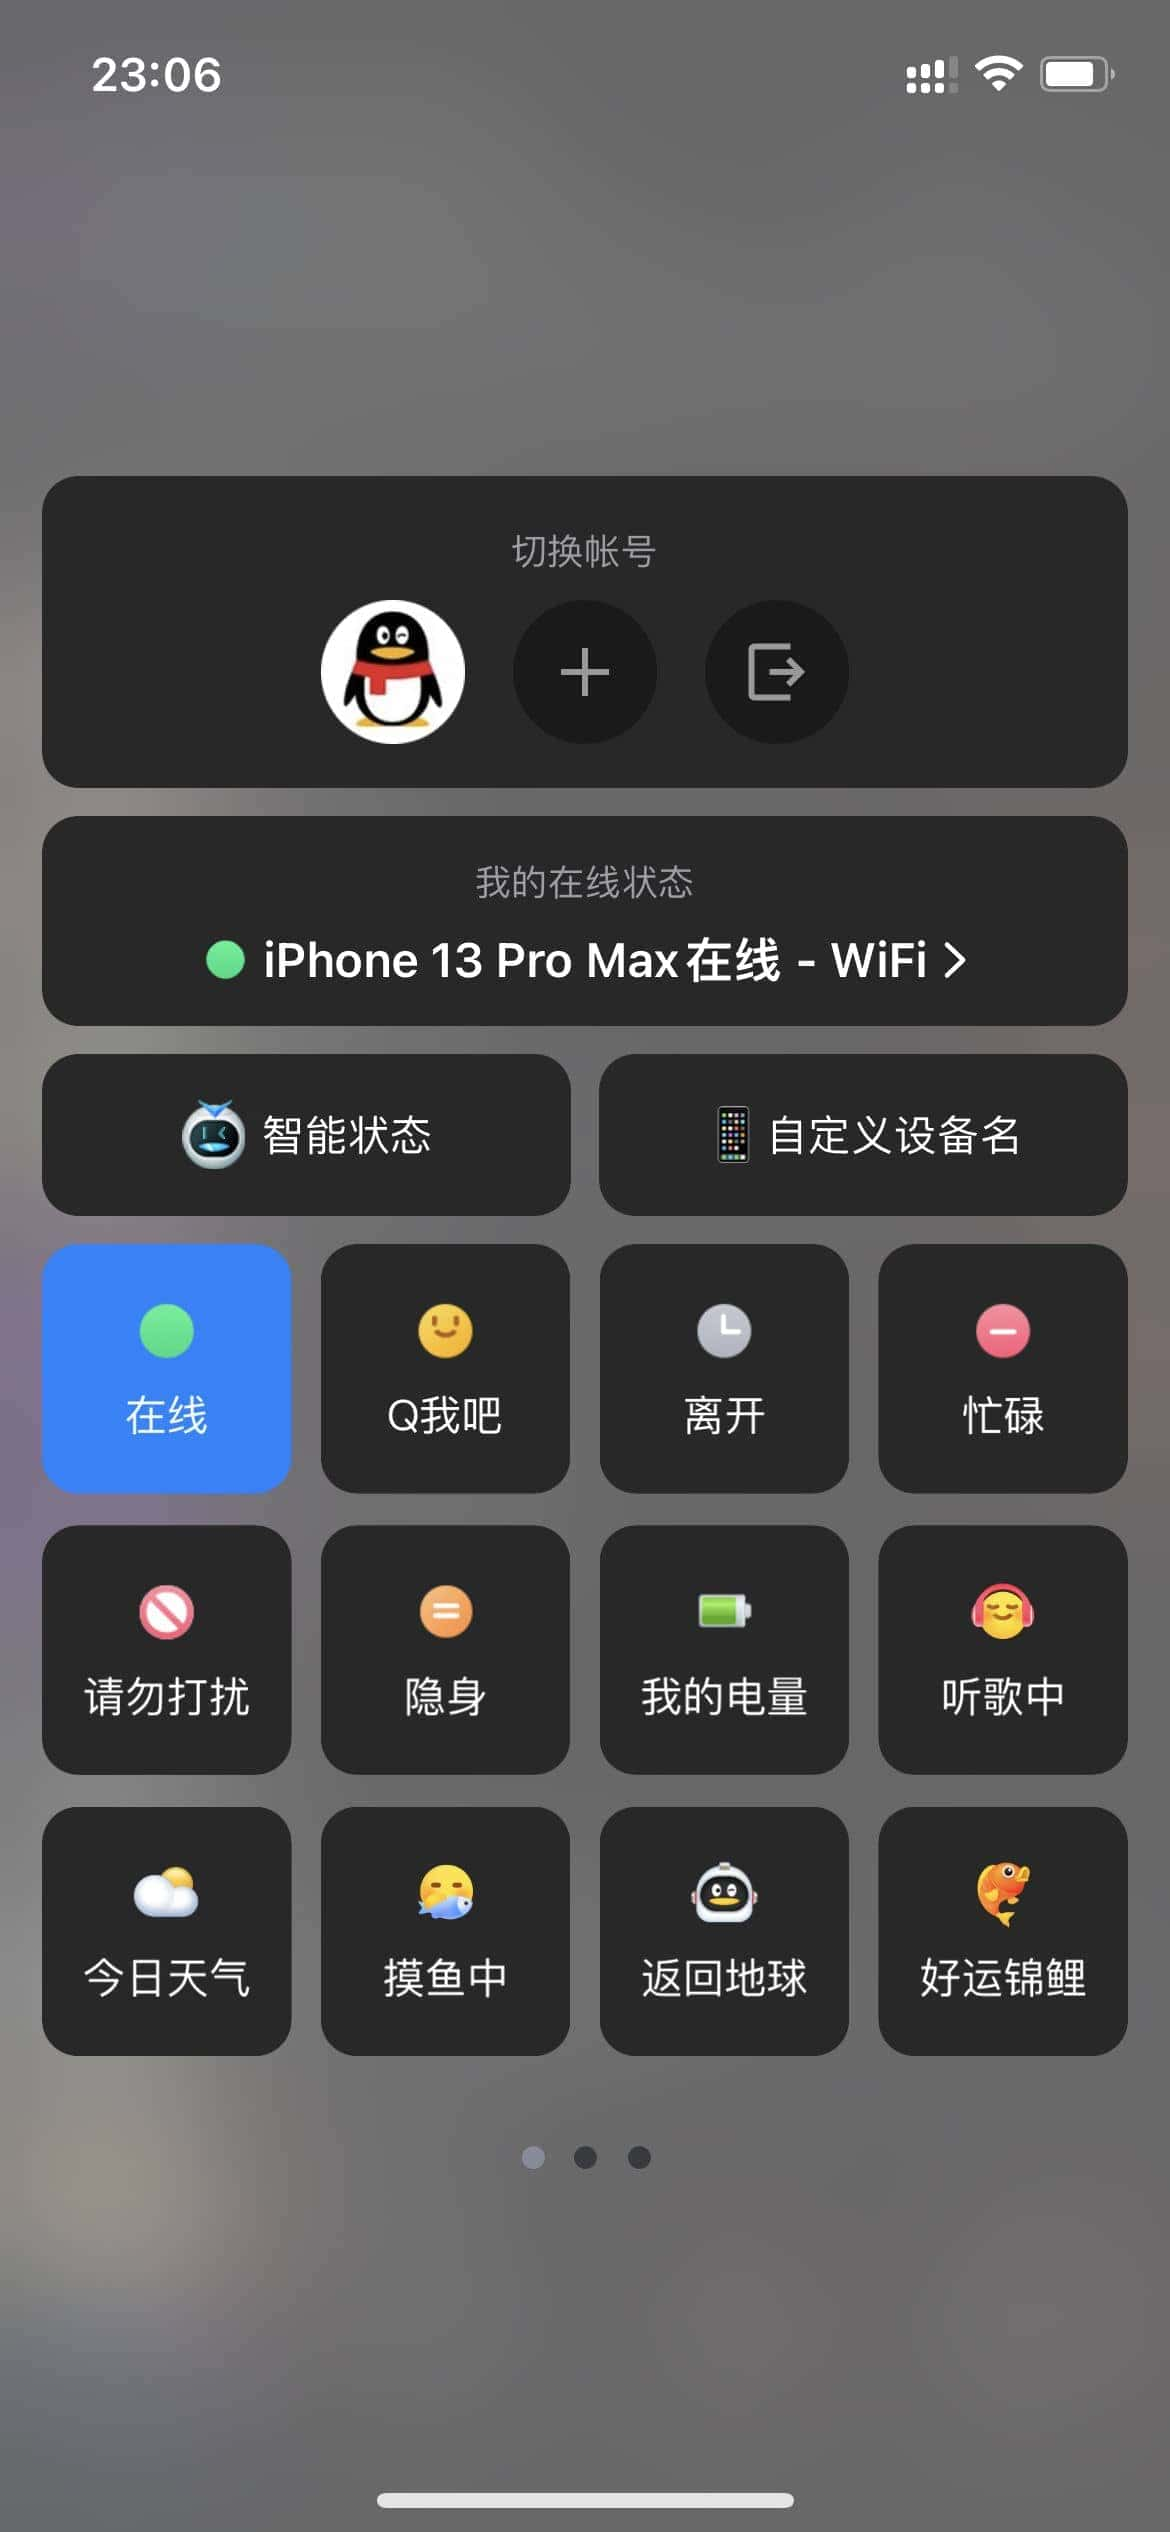 23:06
切换帐号
我的在线状态
iPhone 13 Pro Max在线 - WiFi
智能状态
自定义设备名
在线
Q我吧
离开
忙碌
请勿打扰
隐身
我的电量
听歌中
今日天气
摸鱼中
返回地球
好运锦鲤